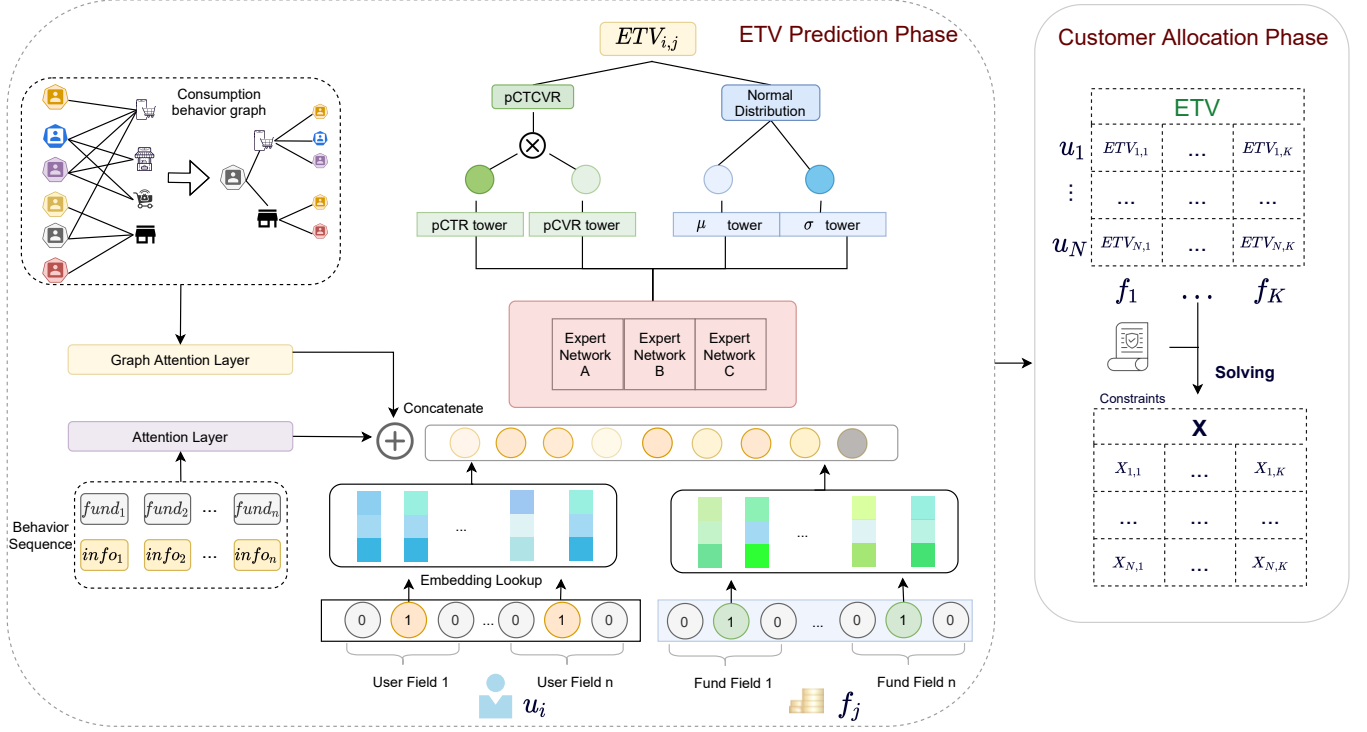 ETV Prediction Phase
ETV_{i,j}
Consumption
behavior graph
pCTCVR
Normal
Distribution
pCTR tower
pCVR tower
μ tower
σ tower
Expert
Network
A
Expert
Network
B
Expert
Network
C
Graph Attention Layer
Concatenate
Attention Layer
Behavior
Sequence
fund_1 fund_2 ... fund_n
info_1 info_2 ... info_n
...
...
Embedding Lookup
0 1 0 ... 0 1 0
0 1 0 ... 0 1 0
User Field 1
User Field n
Fund Field 1
Fund Field n
u_i
f_j
Customer Allocation Phase
ETV
u_1 ETV_{1,1} ... ETV_{1,K}
⋮ ... ... ...
u_N ETV_{N,1} ... ETV_{N,K}
f_1 ... f_K
Solving
Constraints
X
X_{1,1} ... X_{1,K}
... ... ...
X_{N,1} ... X_{N,K}